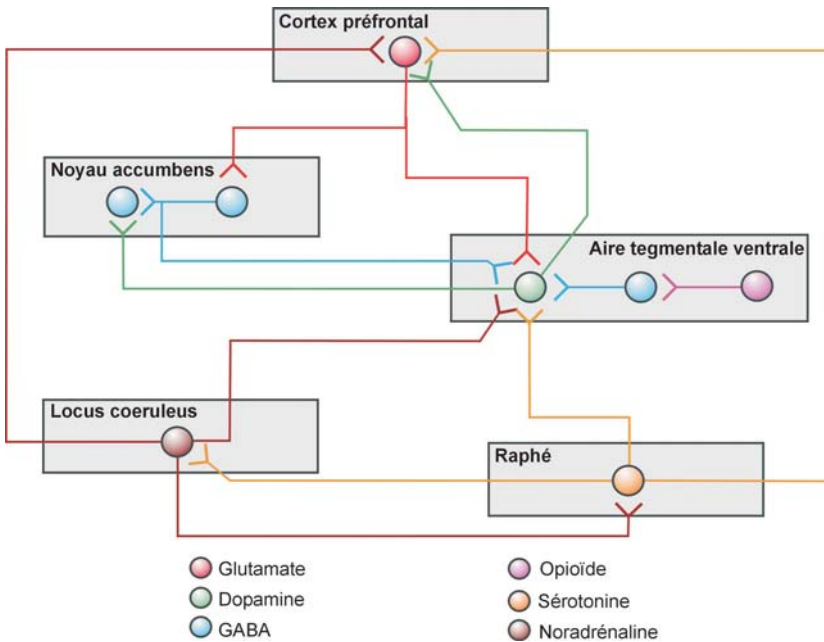 Cortex préfrontal
Noyau accumbens
Aire tegmentale ventrale
Locus coeruleus
Raphé
Glutamate
Dopamine
GABA
Opioïde
Sérotonine
Noradrénaline